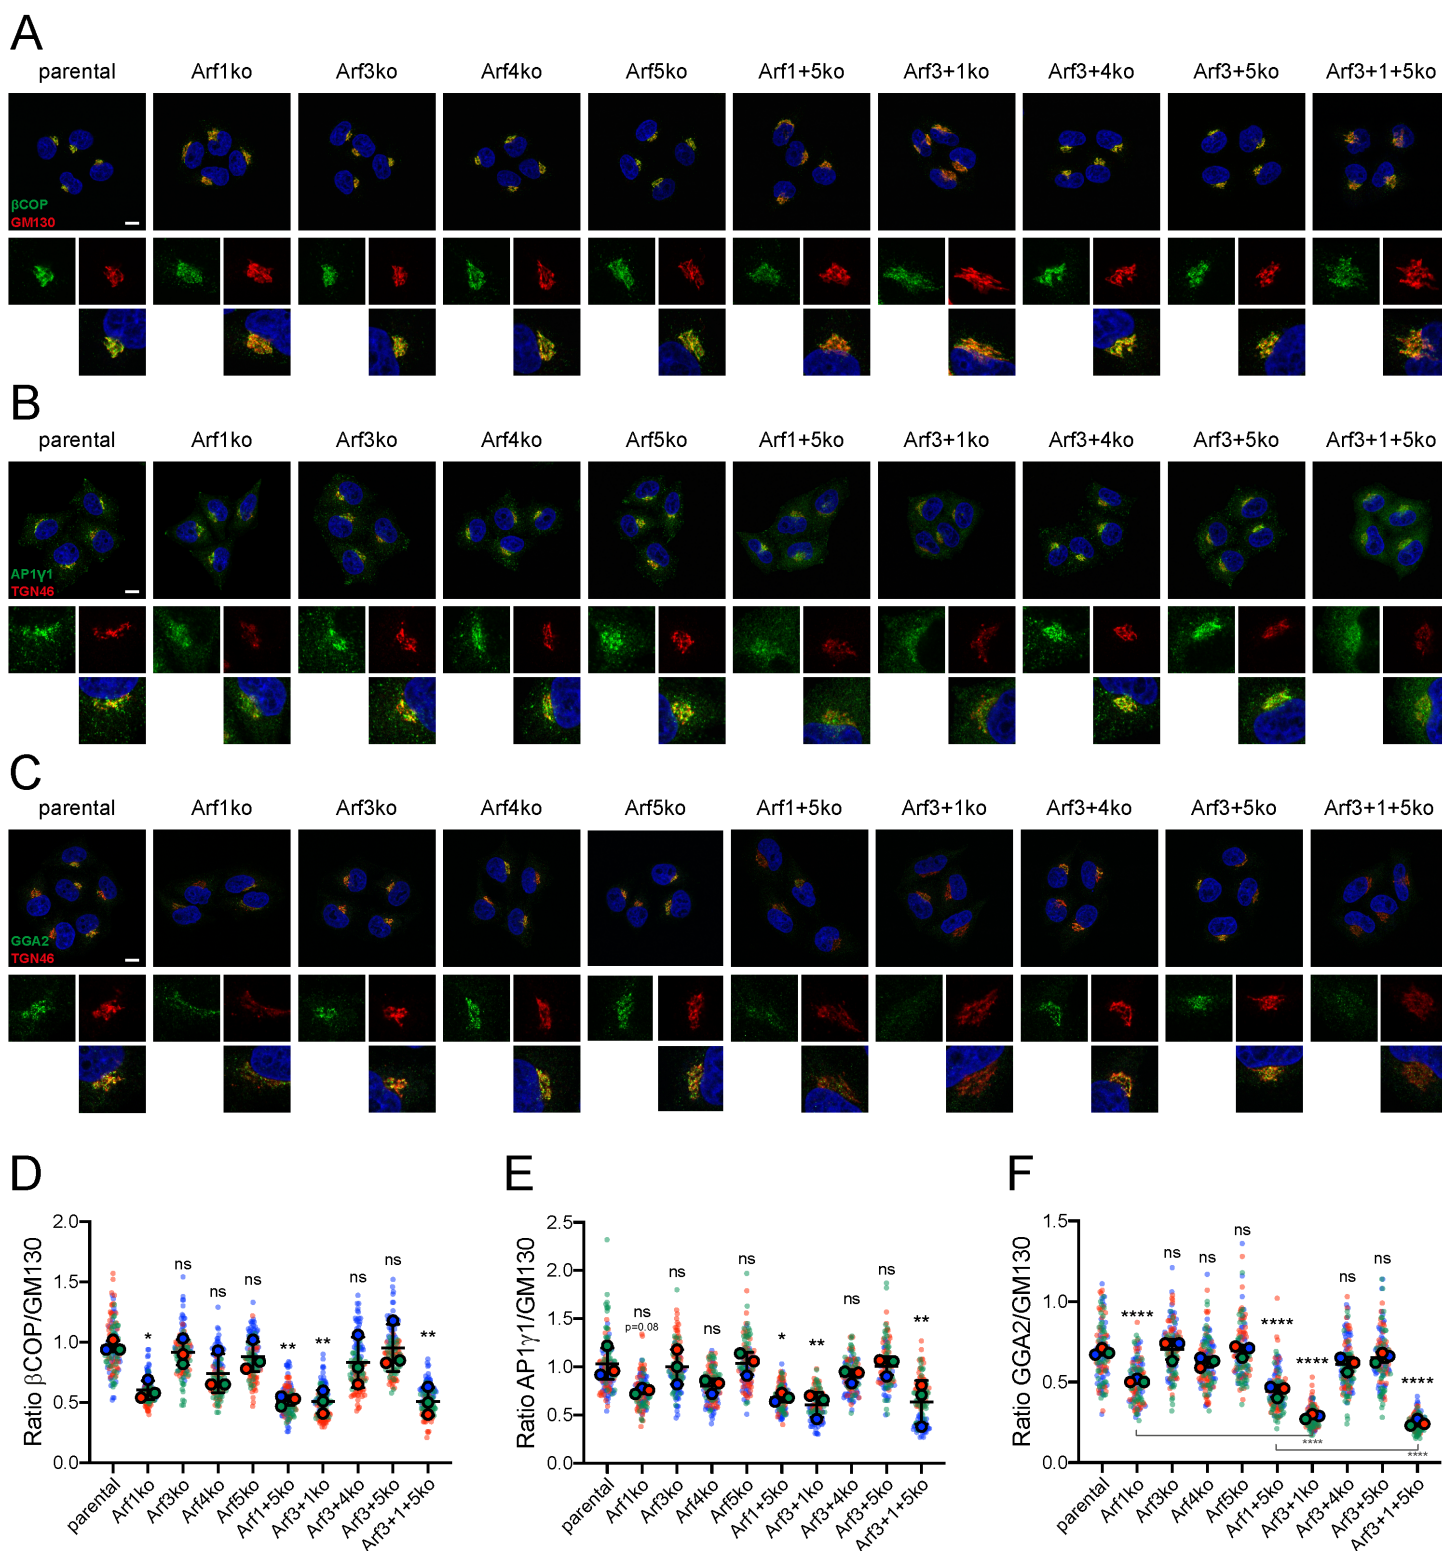 A
parental Arf1ko Arf3ko Arf4ko Arf5ko Arf1+5ko Arf3+1ko Arf3+4ko Arf3+5ko Arf3+1+5ko
βCOP
GM130
B
parental Arf1ko Arf3ko Arf4ko Arf5ko Arf1+5ko Arf3+1ko Arf3+4ko Arf3+5ko Arf3+1+5ko
AP1γ1
TGN46
C
parental Arf1ko Arf3ko Arf4ko Arf5ko Arf1+5ko Arf3+1ko Arf3+4ko Arf3+5ko Arf3+1+5ko
GGA2
TGN46
D
Ratio βCOP/GM130
2.0
1.5
1.0
0.5
0.0
* ns ns ns ** ** ns ns **
parental Arf1ko Arf3ko Arf4ko Arf5ko Arf1+5ko Arf3+1ko Arf3+4ko Arf3+5ko Arf3+1+5ko
E
Ratio AP1γ1/GM130
2.5
2.0
1.5
1.0
0.5
0.0
ns ns ns ns * ** ns ns **
p=0.08
parental Arf1ko Arf3ko Arf4ko Arf5ko Arf1+5ko Arf3+1ko Arf3+4ko Arf3+5ko Arf3+1+5ko
F
Ratio GGA2/GM130
1.5
1.0
0.5
0.0
**** ns ns ns **** **** ns ns ****
****
****
parental Arf1ko Arf3ko Arf4ko Arf5ko Arf1+5ko Arf3+1ko Arf3+4ko Arf3+5ko Arf3+1+5ko